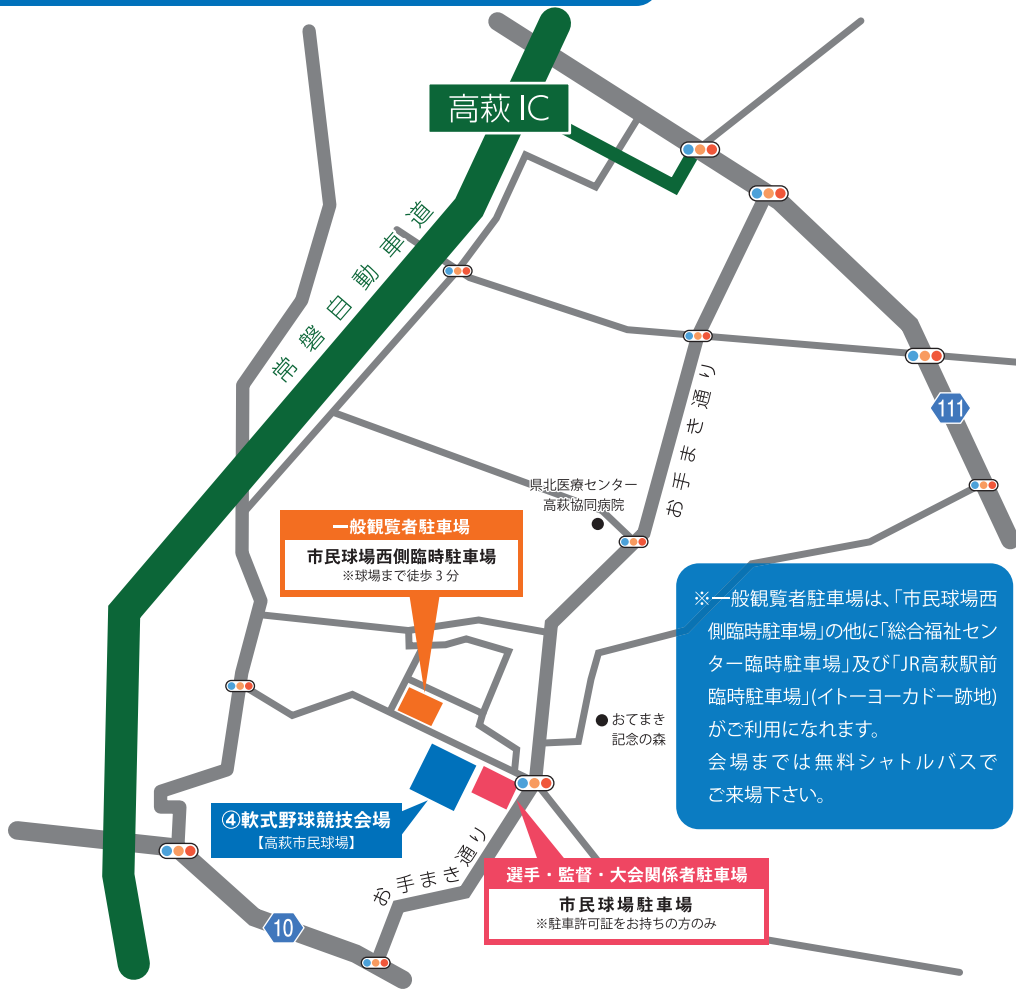 高萩IC
常磐自動車道
111
お手まき通り
県北医療センター
高萩協同病院
一般観覧者駐車場
市民球場西側臨時駐車場
※球場まで徒歩3分
※一般観覧者駐車場は、「市民球場西
側臨時駐車場」の他に「総合福祉セン
ター臨時駐車場」及び「JR高萩駅前
臨時駐車場」(イトーヨーカドー跡地)
がご利用になれます。
会場までは無料シャトルバスで
ご来場下さい。
おてまき
記念の森
④軟式野球競技会場
【高萩市民球場】
お手まき通り
選手・監督・大会関係者駐車場
市民球場駐車場
※駐車許可証をお持ちの方のみ
10